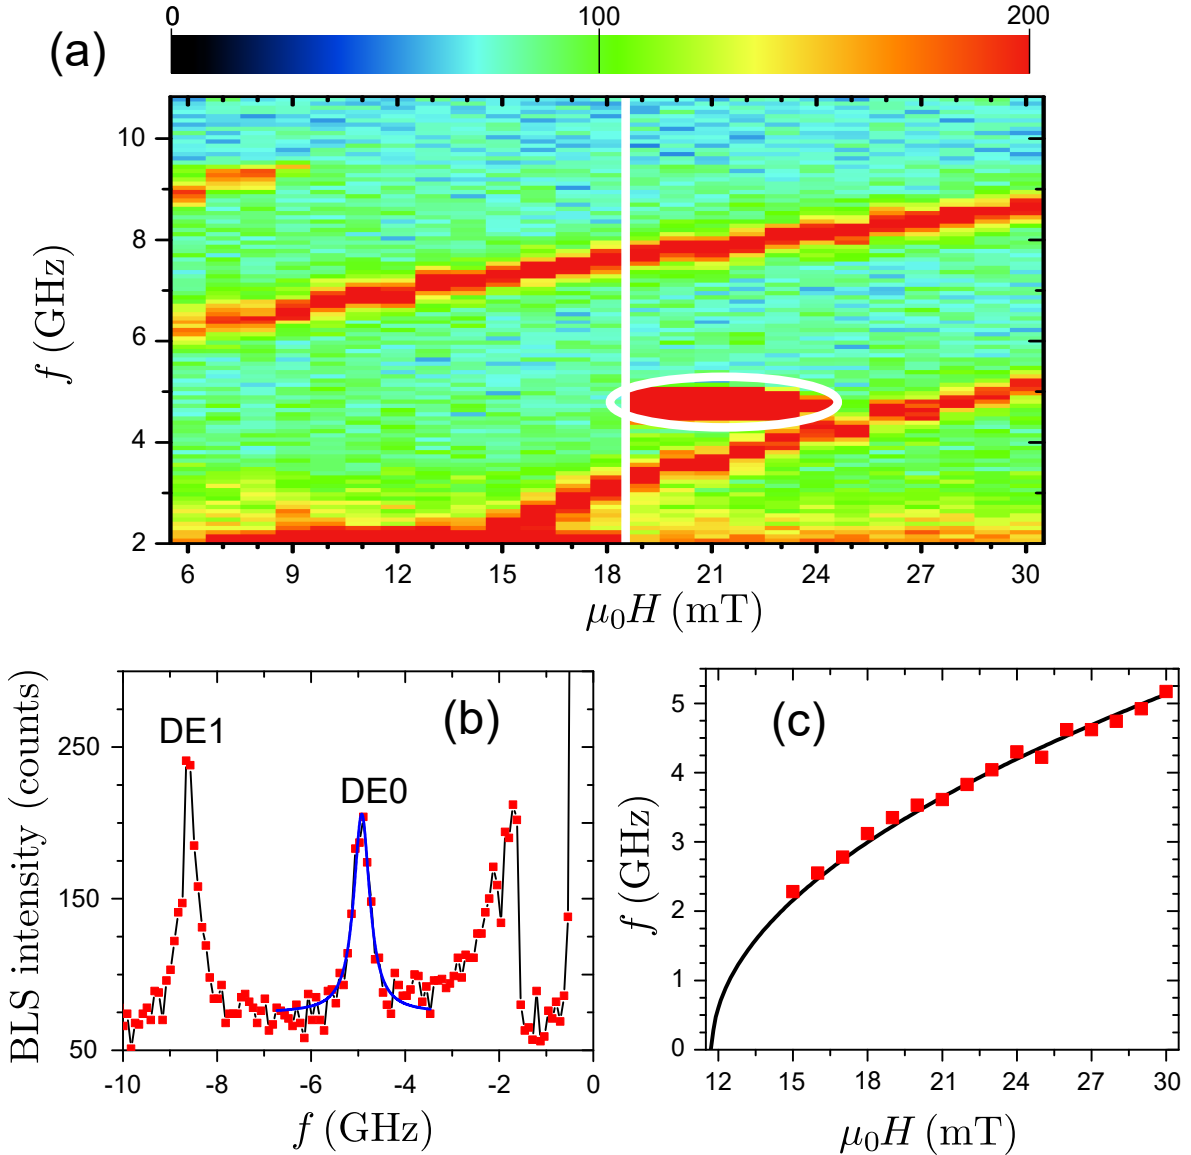 0 100 200
(a)
10
8
6
4
2
f (GHz)
6 9 12 15 18 21 24 27 30
μ₀H (mT)
(b)
DE1
DE0
250
150
50
BLS intensity (counts)
-10 -8 -6 -4 -2 0
f (GHz)
(c)
5
4
3
2
1
0
f (GHz)
12 15 18 21 24 27 30
μ₀H (mT)